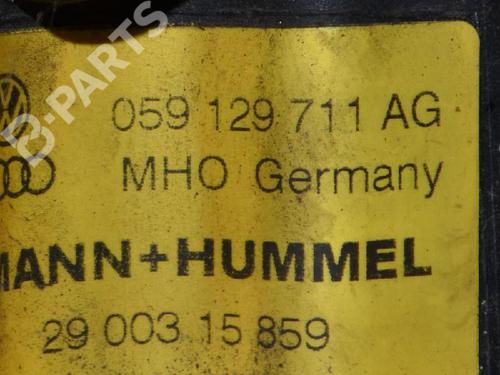 B-PARTS
059 129 711 AG
MHO Germany
MANN+HUMMEL
29 003 15 859